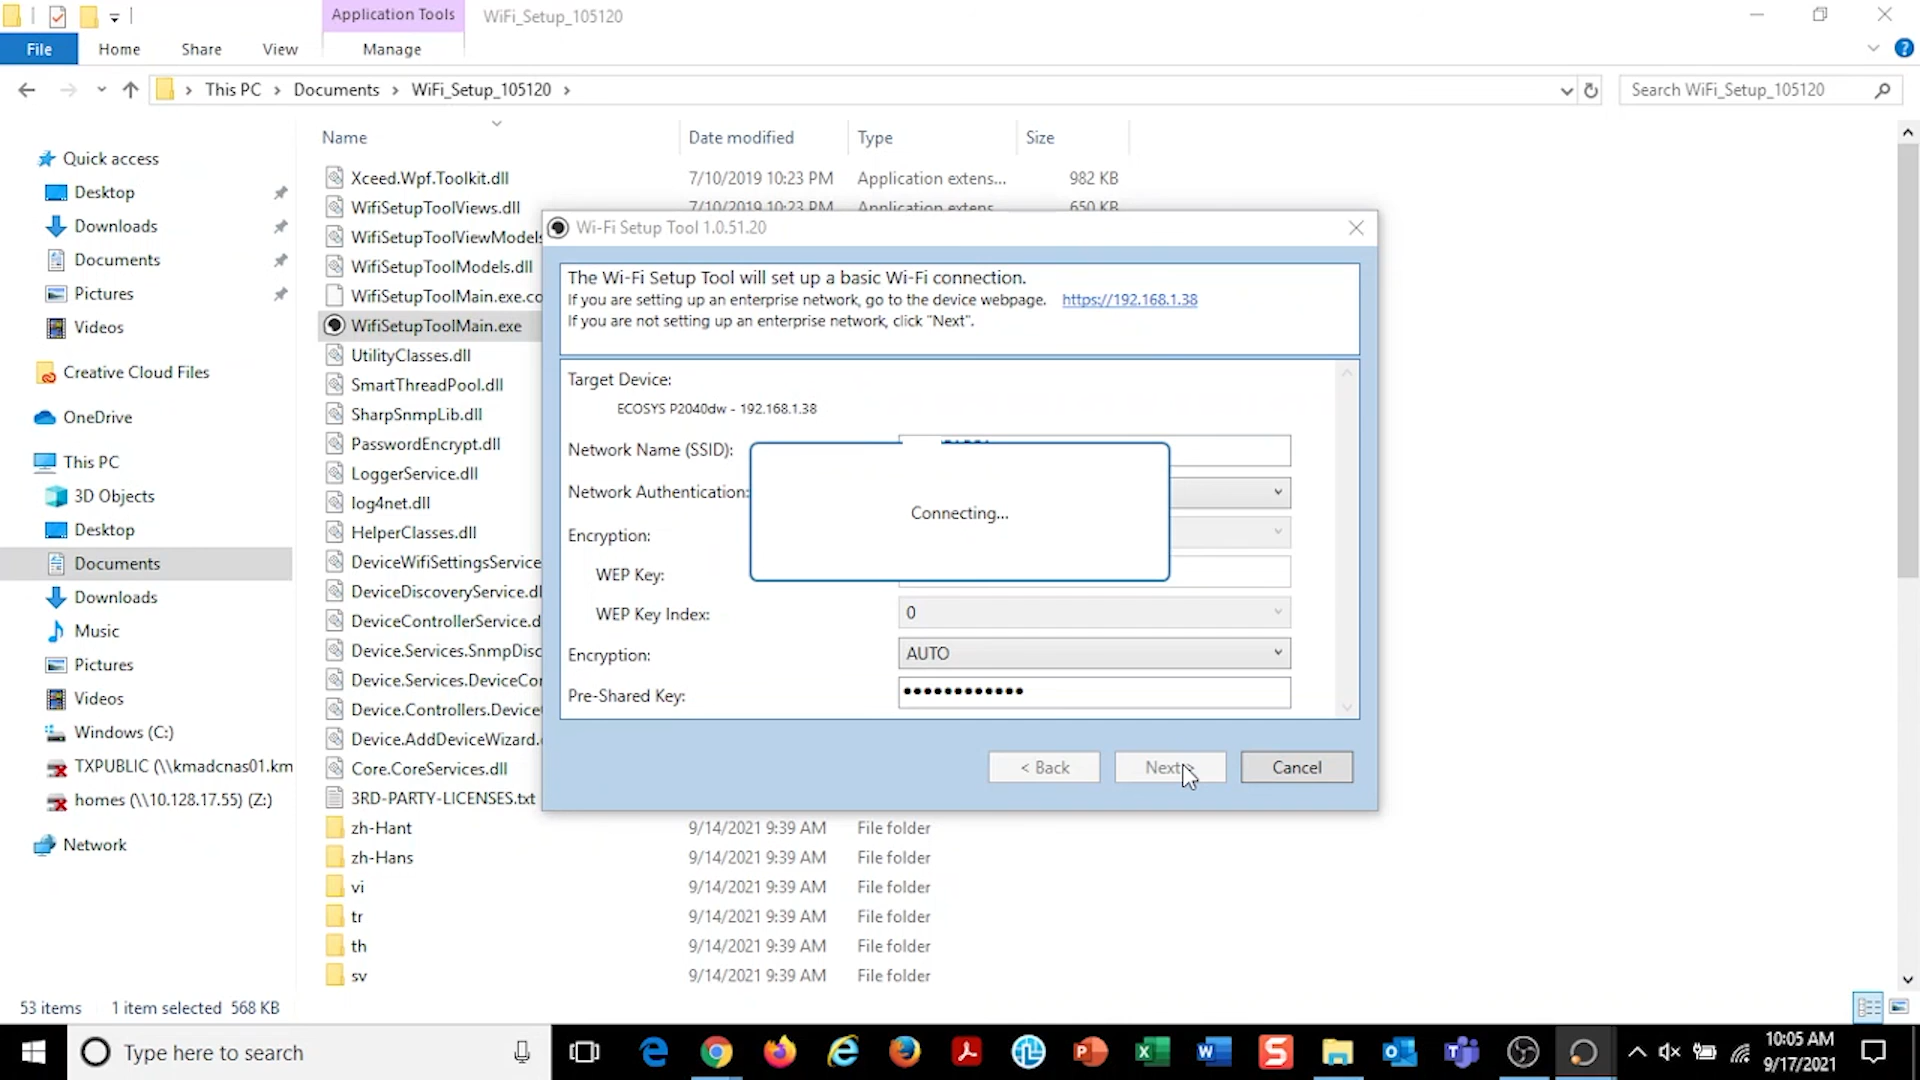 Application Tools
WiFi_Setup_105120
File
Home
Share
View
Manage
This PC
Documents
WiFi_Setup_105120
Search WiFi_Setup_105120
Name
Date modified
Type
Size
Quick access
Desktop
Downloads
Documents
Pictures
Videos
Creative Cloud Files
OneDrive
This PC
3D Objects
Desktop
Documents
Downloads
Music
Pictures
Videos
Windows (C:)
TXPUBLIC (\\kmadcnas01.km
homes (\\10.128.17.55) (Z:)
Network
Xceed.Wpf.Toolkit.dll 7/10/2019 10:23 PM Application extens... 982 KB
WifiSetupToolViews.dll 7/10/2019 10:23 PM Application extens... 650 KB
WifiSetupToolViewModels
WifiSetupToolModels.dll
WifiSetupToolMain.exe.co
WifiSetupToolMain.exe
UtilityClasses.dll
SmartThreadPool.dll
SharpSnmpLib.dll
PasswordEncrypt.dll
LoggerService.dll
log4net.dll
HelperClasses.dll
DeviceWifiSettingsService
DeviceDiscoveryService.dl
DeviceControllerService.d
Device.Services.SnmpDisc
Device.Services.DeviceCor
Device.Controllers.Device
Device.AddDeviceWizard.
Core.CoreServices.dll
3RD-PARTY-LICENSES.txt
zh-Hant 9/14/2021 9:39 AM File folder
zh-Hans 9/14/2021 9:39 AM File folder
vi 9/14/2021 9:39 AM File folder
tr 9/14/2021 9:39 AM File folder
th 9/14/2021 9:39 AM File folder
sv 9/14/2021 9:39 AM File folder
Wi-Fi Setup Tool 1.0.51.20
The Wi-Fi Setup Tool will set up a basic Wi-Fi connection.
If you are setting up an enterprise network, go to the device webpage. https://192.168.1.38
If you are not setting up an enterprise network, click "Next".
Target Device:
ECOSYS P2040dw - 192.168.1.38
Network Name (SSID):
Network Authentication:
Connecting...
Encryption:
WEP Key:
WEP Key Index: 0
Encryption: AUTO
Pre-Shared Key: ••••••••••••
< Back
Next
Cancel
53 items
1 item selected 568 KB
Type here to search
10:05 AM
9/17/2021